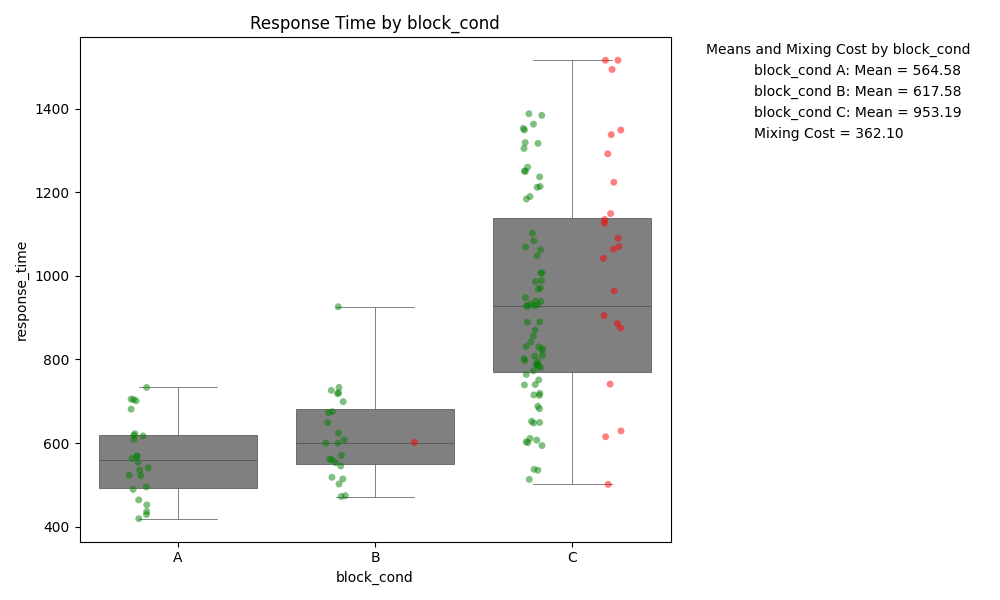 Response Time by block_cond
Means and Mixing Cost by block_cond
block_cond A: Mean = 564.58
block_cond B: Mean = 617.58
block_cond C: Mean = 953.19
Mixing Cost = 362.10
response_time
1400
1200
1000
800
600
400
A
B
C
block_cond